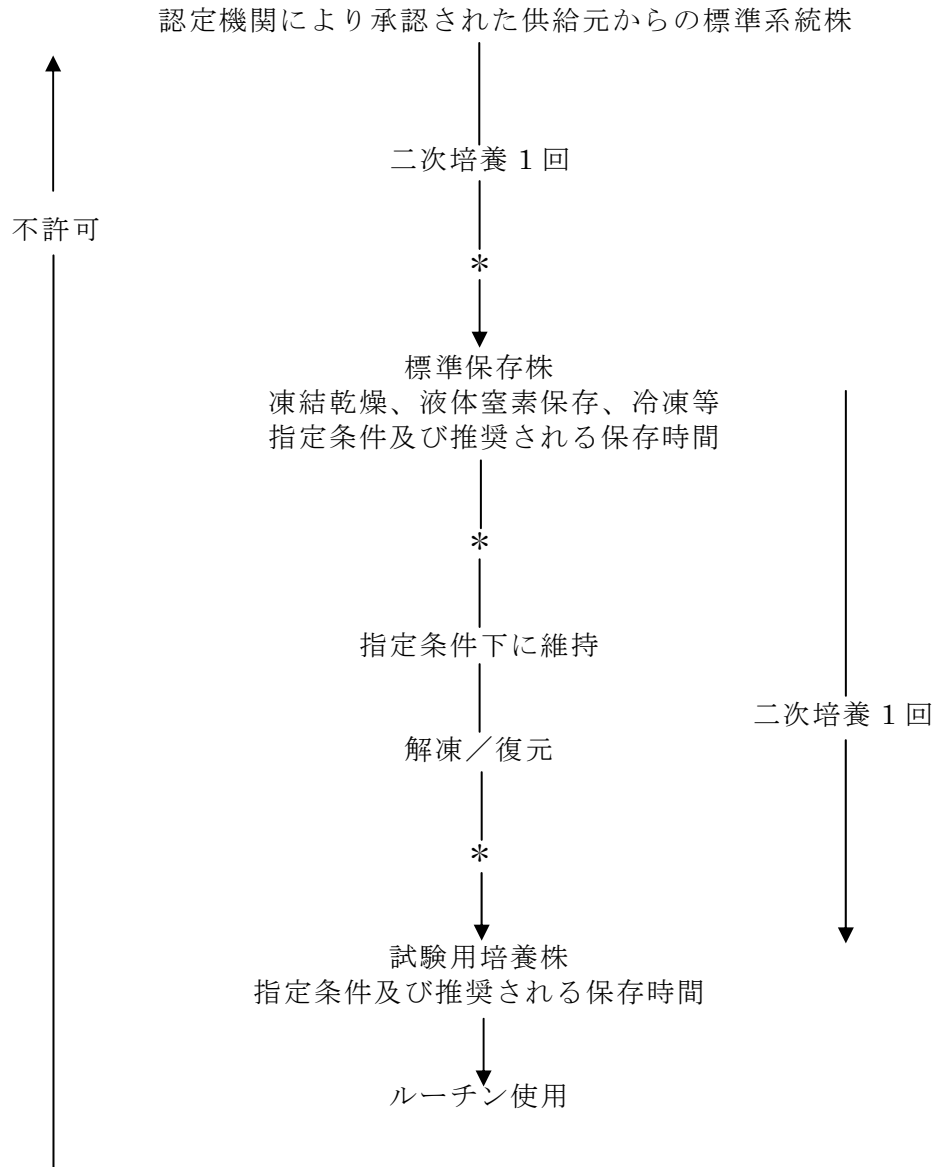 認定機関により承認された供給元からの標準系統株
二次培養１回
不許可
＊
標準保存株
凍結乾燥、液体窒素保存、冷凍等
指定条件及び推奨される保存時間
＊
指定条件下に維持
二次培養１回
解凍／復元
＊
試験用培養株
指定条件及び推奨される保存時間
ルーチン使用